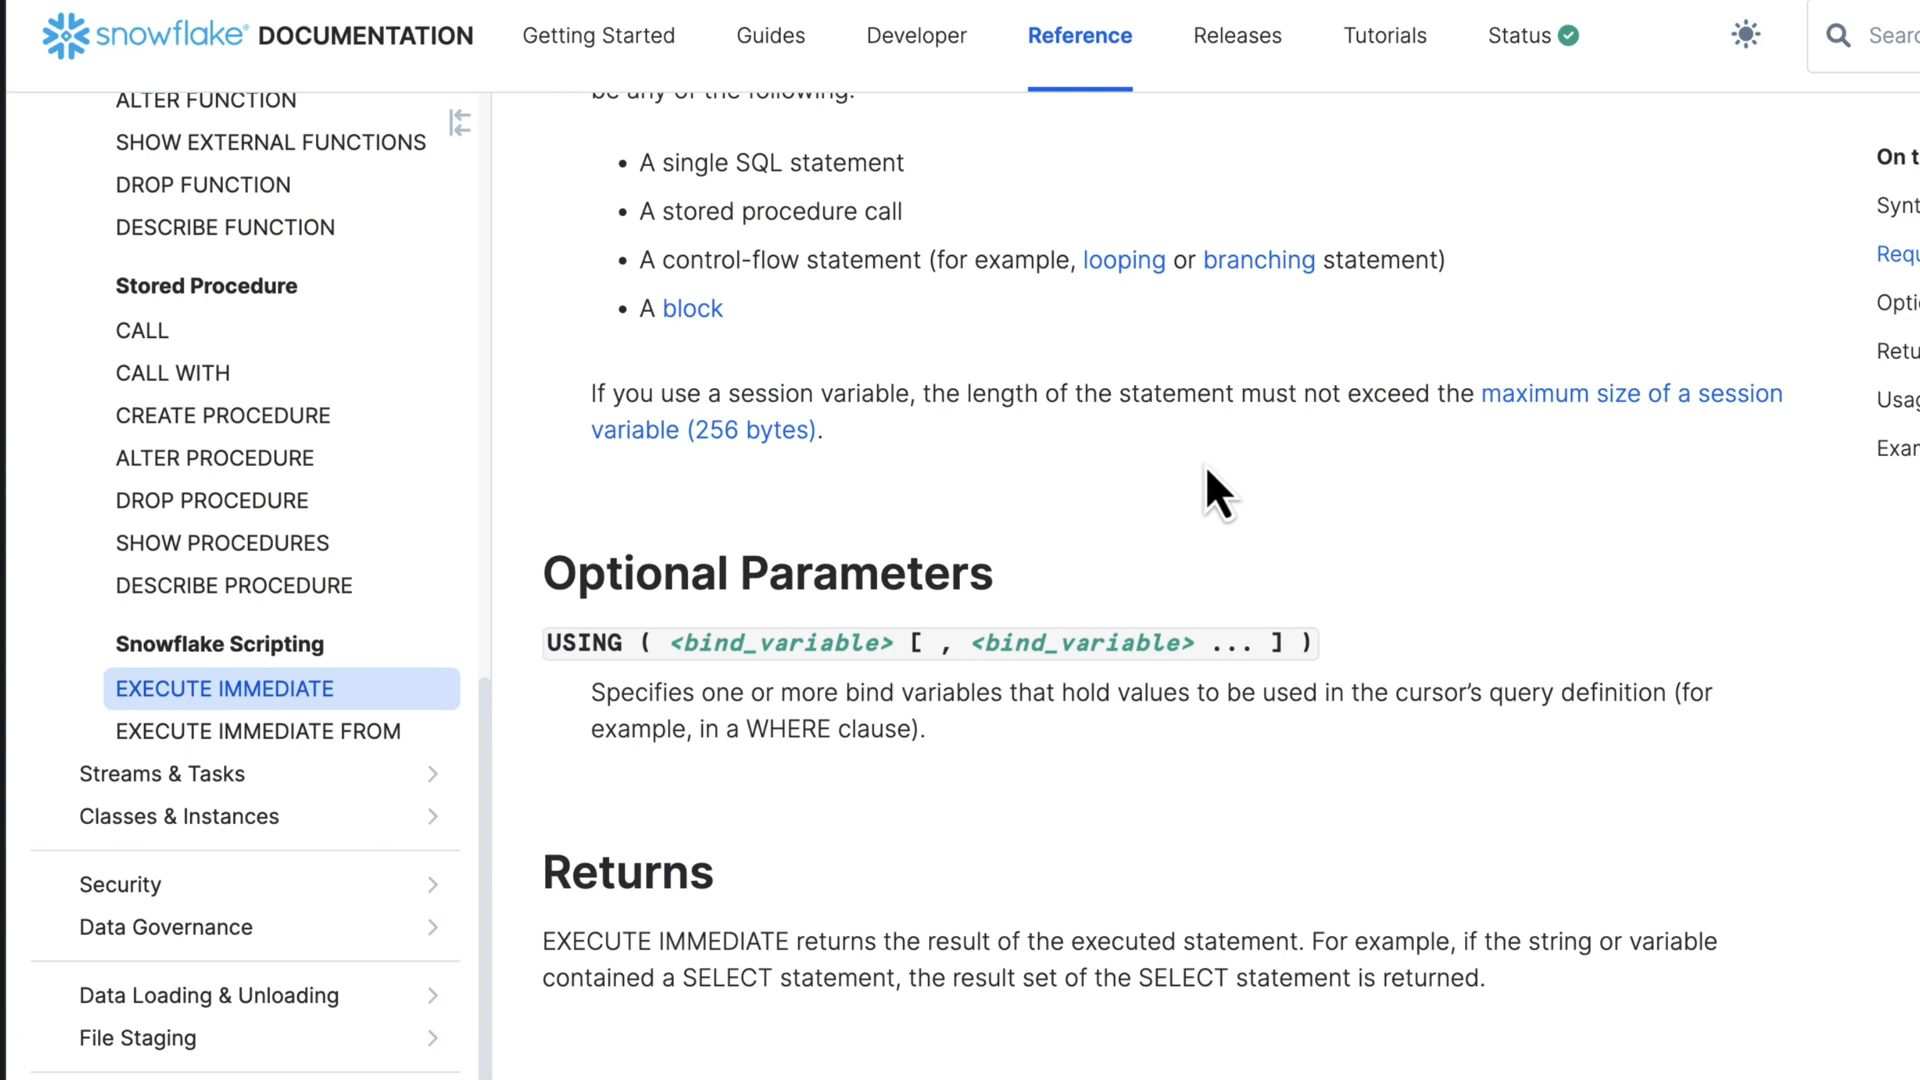 snowflake® DOCUMENTATION
Getting Started
Guides
Developer
Reference
Releases
Tutorials
Status
ALTER FUNCTION
SHOW EXTERNAL FUNCTIONS
DROP FUNCTION
DESCRIBE FUNCTION
Stored Procedure
CALL
CALL WITH
CREATE PROCEDURE
ALTER PROCEDURE
DROP PROCEDURE
SHOW PROCEDURES
DESCRIBE PROCEDURE
Snowflake Scripting
EXECUTE IMMEDIATE
EXECUTE IMMEDIATE FROM
Streams & Tasks
Classes & Instances
Security
Data Governance
Data Loading & Unloading
File Staging
be any of the following:
• A single SQL statement
• A stored procedure call
• A control-flow statement (for example, looping or branching statement)
• A block
If you use a session variable, the length of the statement must not exceed the maximum size of a session
variable (256 bytes).
Optional Parameters
USING ( <bind_variable> [ , <bind_variable> ... ] )
Specifies one or more bind variables that hold values to be used in the cursor’s query definition (for
example, in a WHERE clause).
Returns
EXECUTE IMMEDIATE returns the result of the executed statement. For example, if the string or variable
contained a SELECT statement, the result set of the SELECT statement is returned.
On